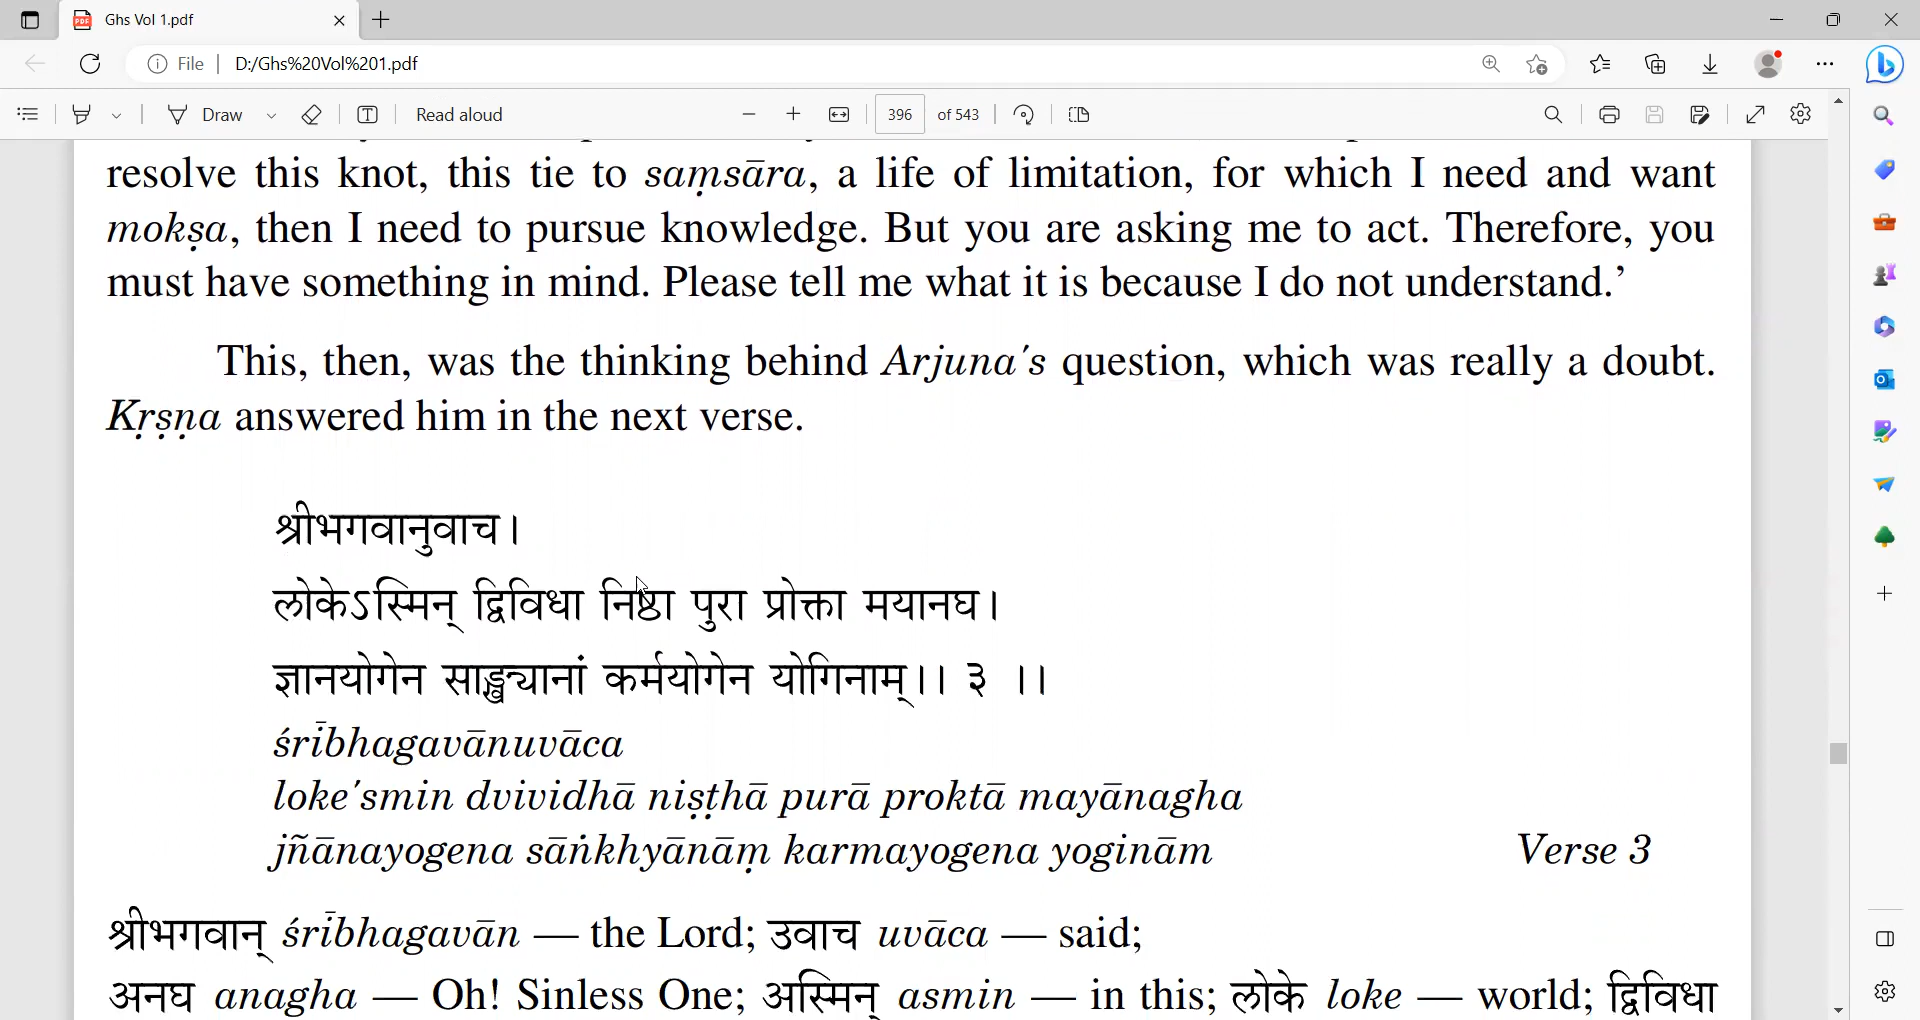 Ghs Vol 1.pdf
File D:/Ghs%20Vol%201.pdf
Draw Read aloud 396 of 543
resolve this knot, this tie to saṃsāra, a life of limitation, for which I need and want
mokṣa, then I need to pursue knowledge. But you are asking me to act. Therefore, you
must have something in mind. Please tell me what it is because I do not understand.’
This, then, was the thinking behind Arjuna's question, which was really a doubt.
Kṛṣṇa answered him in the next verse.
श्रीभगवानुवाच।
लोकेऽस्मिन् द्विविधा निष्ठा पुरा प्रोक्ता मयानघ।
ज्ञानयोगेन साङ्ख्यानां कर्मयोगेन योगिनाम्।। ३ ।।
śrībhagavānuvāca
loke'smin dvividhā niṣṭhā purā proktā mayānagha
jñānayogena sāṅkhyānāṃ karmayogena yoginām Verse 3
श्रीभगवान् śrībhagavān — the Lord; उवाच uvāca — said;
अनघ anagha — Oh! Sinless One; अस्मिन् asmin — in this; लोके loke — world; द्विविधा